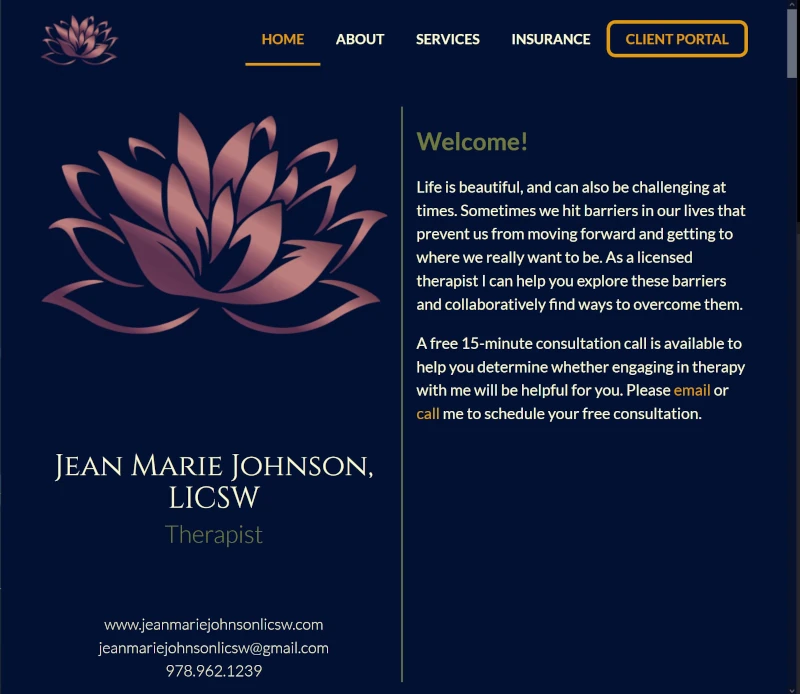 HOME ABOUT SERVICES INSURANCE CLIENT PORTAL
Jean Marie Johnson,
LICSW
Therapist
www.jeanmariejohnsonlicsw.com
jeanmariejohnsonlicsw@gmail.com
978.962.1239
Welcome!
Life is beautiful, and can also be challenging at
times. Sometimes we hit barriers in our lives that
prevent us from moving forward and getting to
where we really want to be. As a licensed
therapist I can help you explore these barriers
and collaboratively find ways to overcome them.
A free 15-minute consultation call is available to
help you determine whether engaging in therapy
with me will be helpful for you. Please email or
call me to schedule your free consultation.